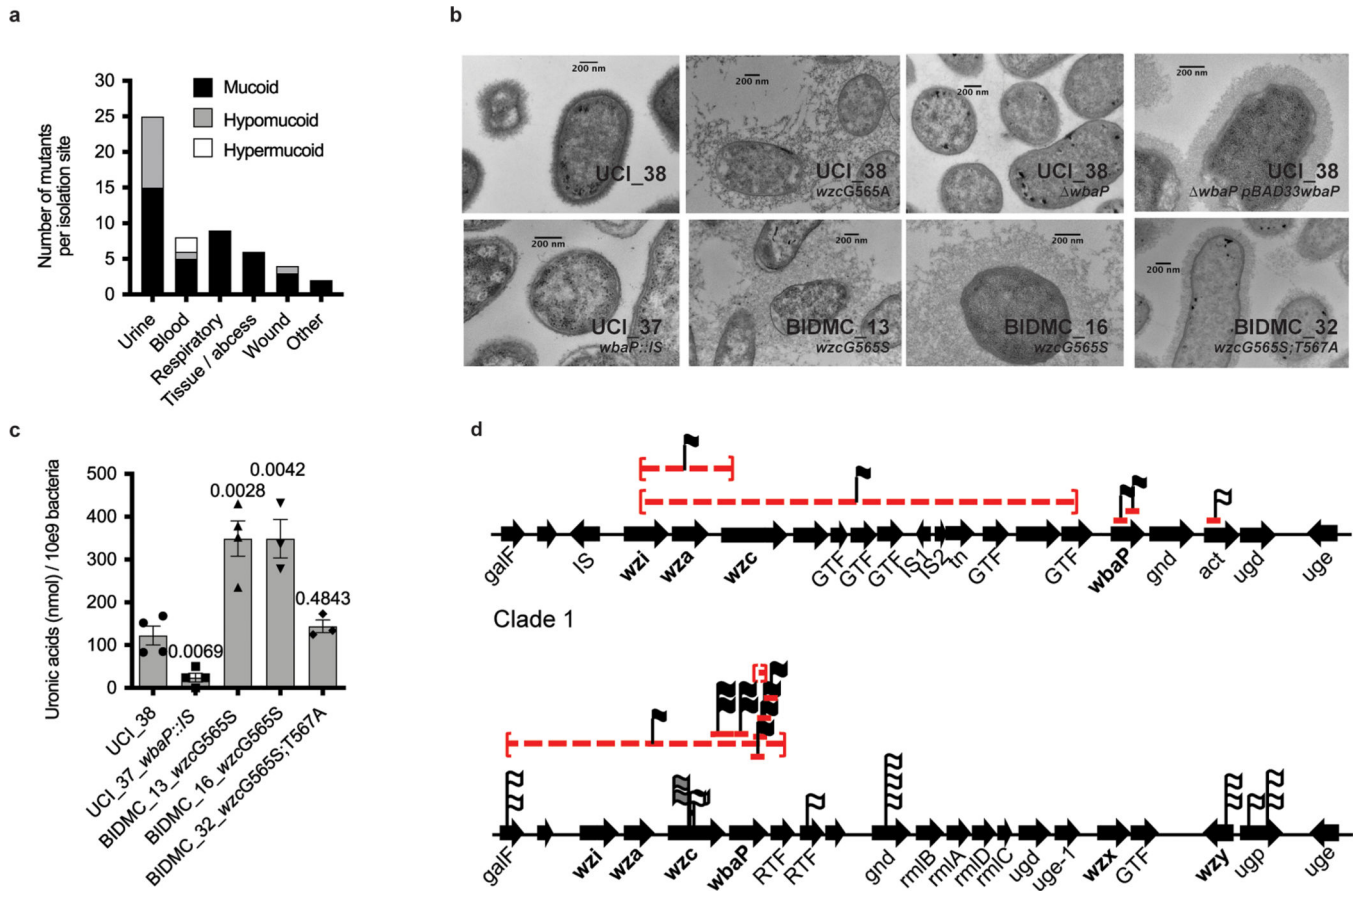 a
Number of mutants
per isolation site
30
25
20
15
10
5
0
Mucoid
Hypomucoid
Hypermucoid
Urine
Blood
Respiratory
Tissue / abcess
Wound
Other
b
200 nm
UCI_38
200 nm
UCI_38
wzcG565A
200 nm
UCI_38
ΔwbaP
200 nm
UCI_38
ΔwbaP pBAD33wbaP
200 nm
UCI_37
wbaP::IS
200 nm
BIDMC_13
wzcG565S
200 nm
BIDMC_16
wzcG565S
200 nm
BIDMC_32
wzcG565S;T567A
c
Uronic acids (nmol) / 10e9 bacteria
500
400
300
200
100
0
0.0069
0.0028
0.0042
0.4843
UCI_38
UCI_37_wbaP::IS
BIDMC_13_wzcG565S
BIDMC_16_wzcG565S
BIDMC_32_wzcG565S;T567A
d
galF
IS
wzi
wza
wzc
GTF
GTF
GTF
IS1
IS2
tn
GTF
GTF
wbaP
gnd
act
ugd
uge
Clade 1
galF
wzi
wza
wzc
wbaP
RTF
RTF
gnd
rmlB
rmlA
rmlD
rmlC
ugd
uge-1
wzx
GTF
wzy
ugp
uge